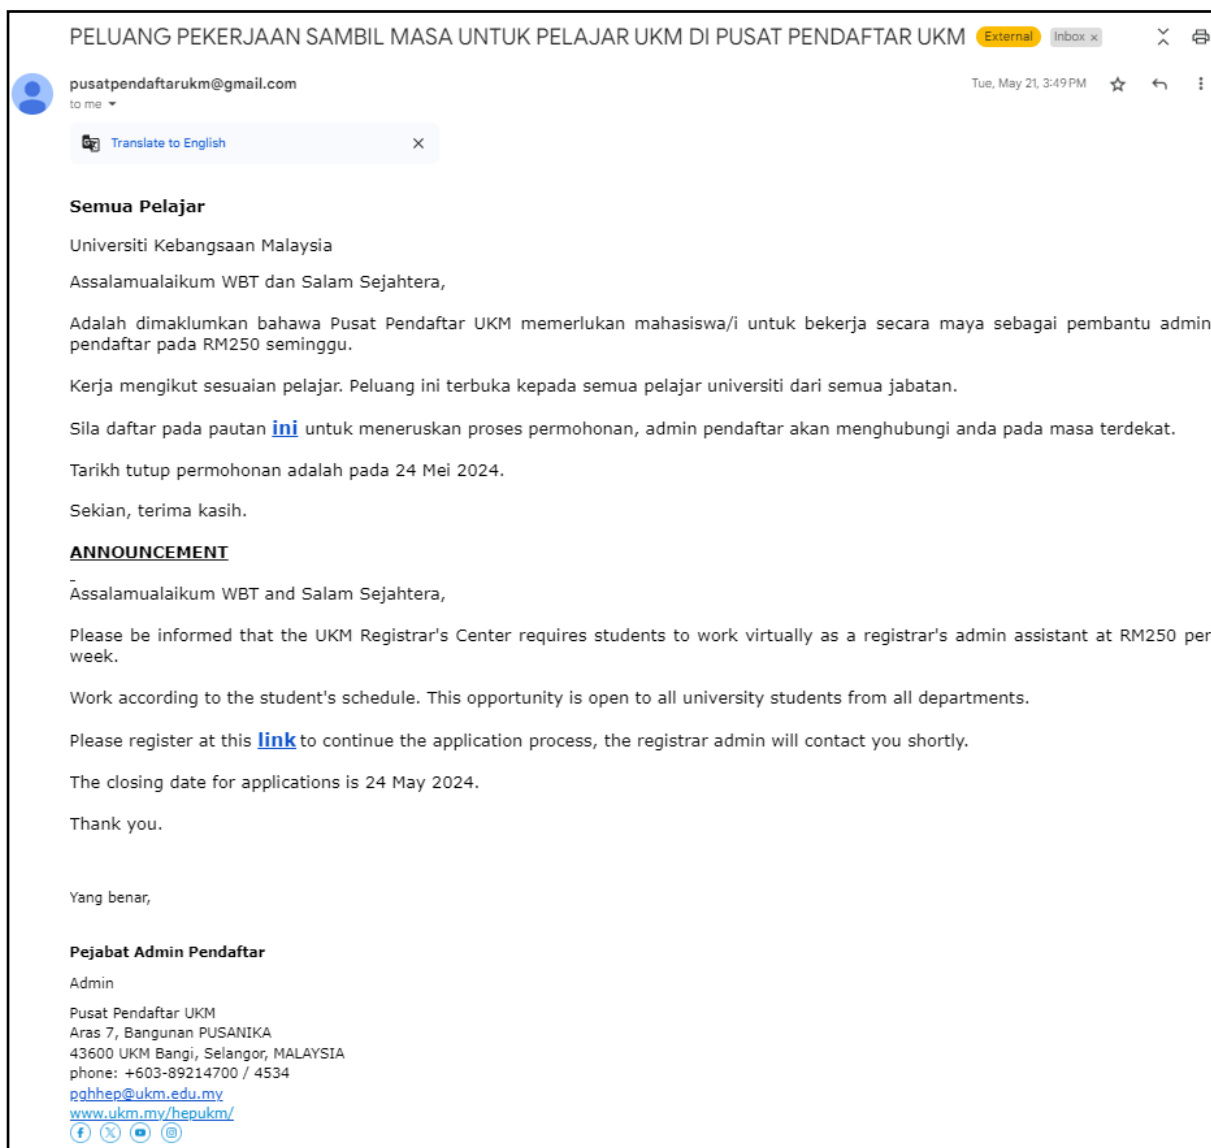 PELUANG PEKERJAAN SAMBIL MASA UNTUK PELAJAR UKM DI PUSAT PENDAFTAR UKM External Inbox x
pusatpendaftarukm@gmail.com Tue, May 21, 3:49 PM
to me
Translate to English
Semua Pelajar
Universiti Kebangsaan Malaysia
Assalamualaikum WBT dan Salam Sejahtera,
Adalah dimaklumkan bahawa Pusat Pendaftar UKM memerlukan mahasiswa/i untuk bekerja secara maya sebagai pembantu admin
pendaftar pada RM250 seminggu.
Kerja mengikut sesuaian pelajar. Peluang ini terbuka kepada semua pelajar universiti dari semua jabatan.
Sila daftar pada pautan ini untuk meneruskan proses permohonan, admin pendaftar akan menghubungi anda pada masa terdekat.
Tarikh tutup permohonan adalah pada 24 Mei 2024.
Sekian, terima kasih.
ANNOUNCEMENT
Assalamualaikum WBT and Salam Sejahtera,
Please be informed that the UKM Registrar's Center requires students to work virtually as a registrar's admin assistant at RM250 per
week.
Work according to the student's schedule. This opportunity is open to all university students from all departments.
Please register at this link to continue the application process, the registrar admin will contact you shortly.
The closing date for applications is 24 May 2024.
Thank you.
Yang benar,
Pejabat Admin Pendaftar
Admin
Pusat Pendaftar UKM
Aras 7, Bangunan PUSANIKA
43600 UKM Bangi, Selangor, MALAYSIA
phone: +603-89214700 / 4534
pghhep@ukm.edu.my
www.ukm.my/hepukm/